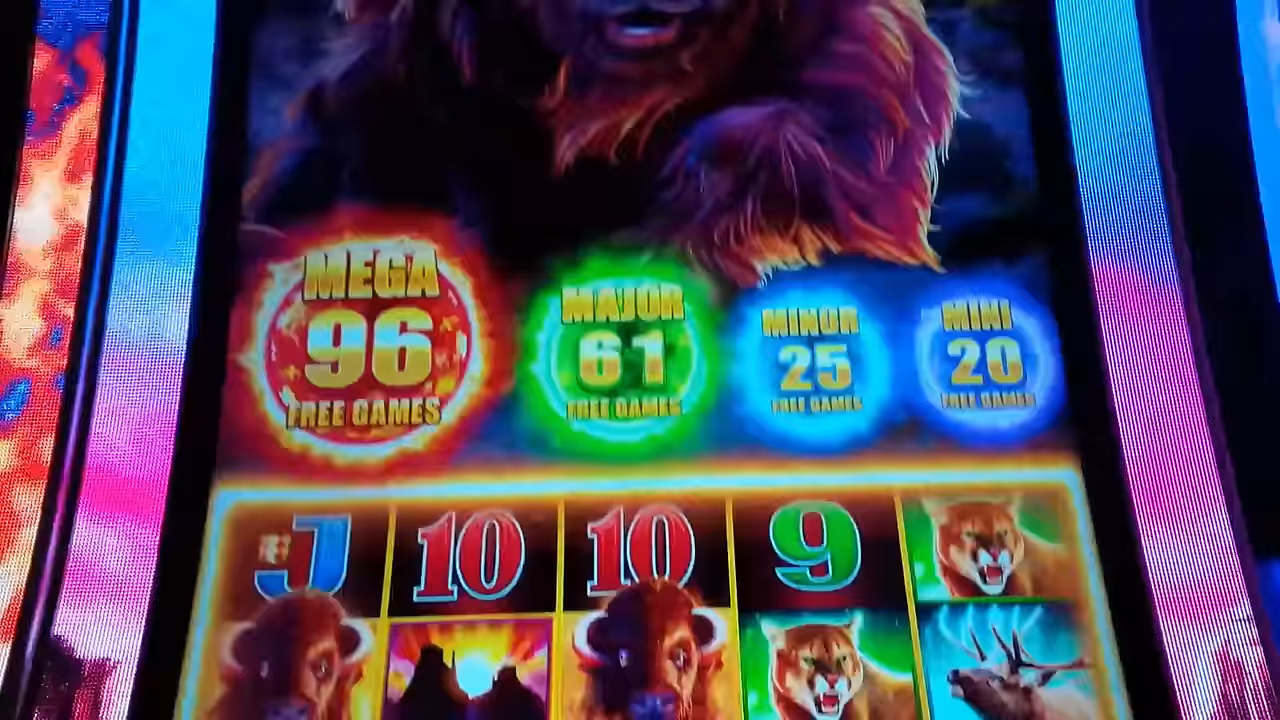 MEGA
96
FREE GAMES
MAJOR
61
FREE GAMES
MINOR
25
FREE GAMES
MINI
20
FREE GAMES
J 10 10 9